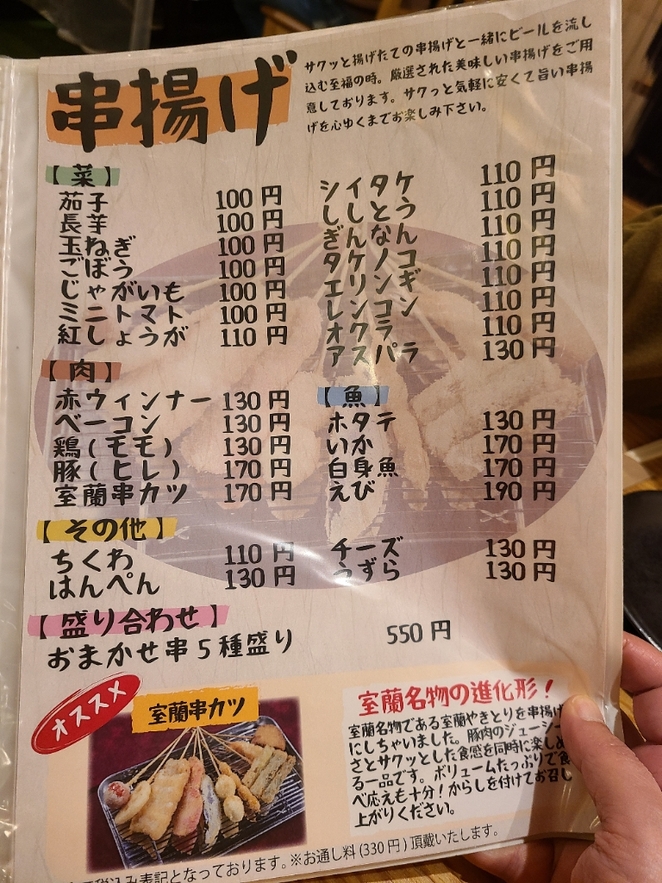 串揚げ
サクッと揚げたての串揚げと一緒にビールを流し
込む至福の時。厳選された美味しい串揚げをご用
意しております。サクっと気軽に安くて旨い串揚
げを心ゆくまでお楽しみ下さい。
【菜】
茄子 100円
長芋 100円
玉ねぎ 100円
ごぼう 100円
じゃがいも 100円
ミニトマト 100円
紅しょうが 110円
シイタケ 110円
ししとう 110円
ぎんなん 110円
タケノコ 110円
エリンギ 110円
レンコン 110円
オクラ 110円
アスパラ 130円
【肉】
赤ウィンナー 130円
ベーコン 130円
鶏(モモ) 130円
豚(ヒレ) 170円
室蘭串カツ 170円
【魚】
ホタテ 130円
いか 170円
白身魚 170円
えび 190円
【その他】
ちくわ 110円
はんぺん 130円
チーズ 130円
うずら 130円
【盛り合わせ】
おまかせ串5種盛り 550円
オススメ
室蘭串カツ
室蘭名物の進化形!
室蘭名物である室蘭やきとりを串揚げ
にしちゃいました。豚肉のジューシー
さとサクッとした食感を同時に楽しめ
る一品です。ボリュームたっぷりで食
べ応えも十分!からしを付けてお召し
上がりください。
税込み表記となっております。※お通し料(330円)頂戴いたします。